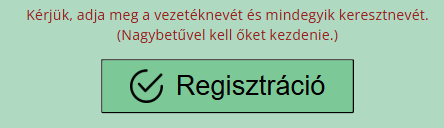 Kérjük, adja meg a vezetéknevét és mindegyik keresztnevét.
(Nagybetűvel kell őket kezdenie.)
Regisztráció